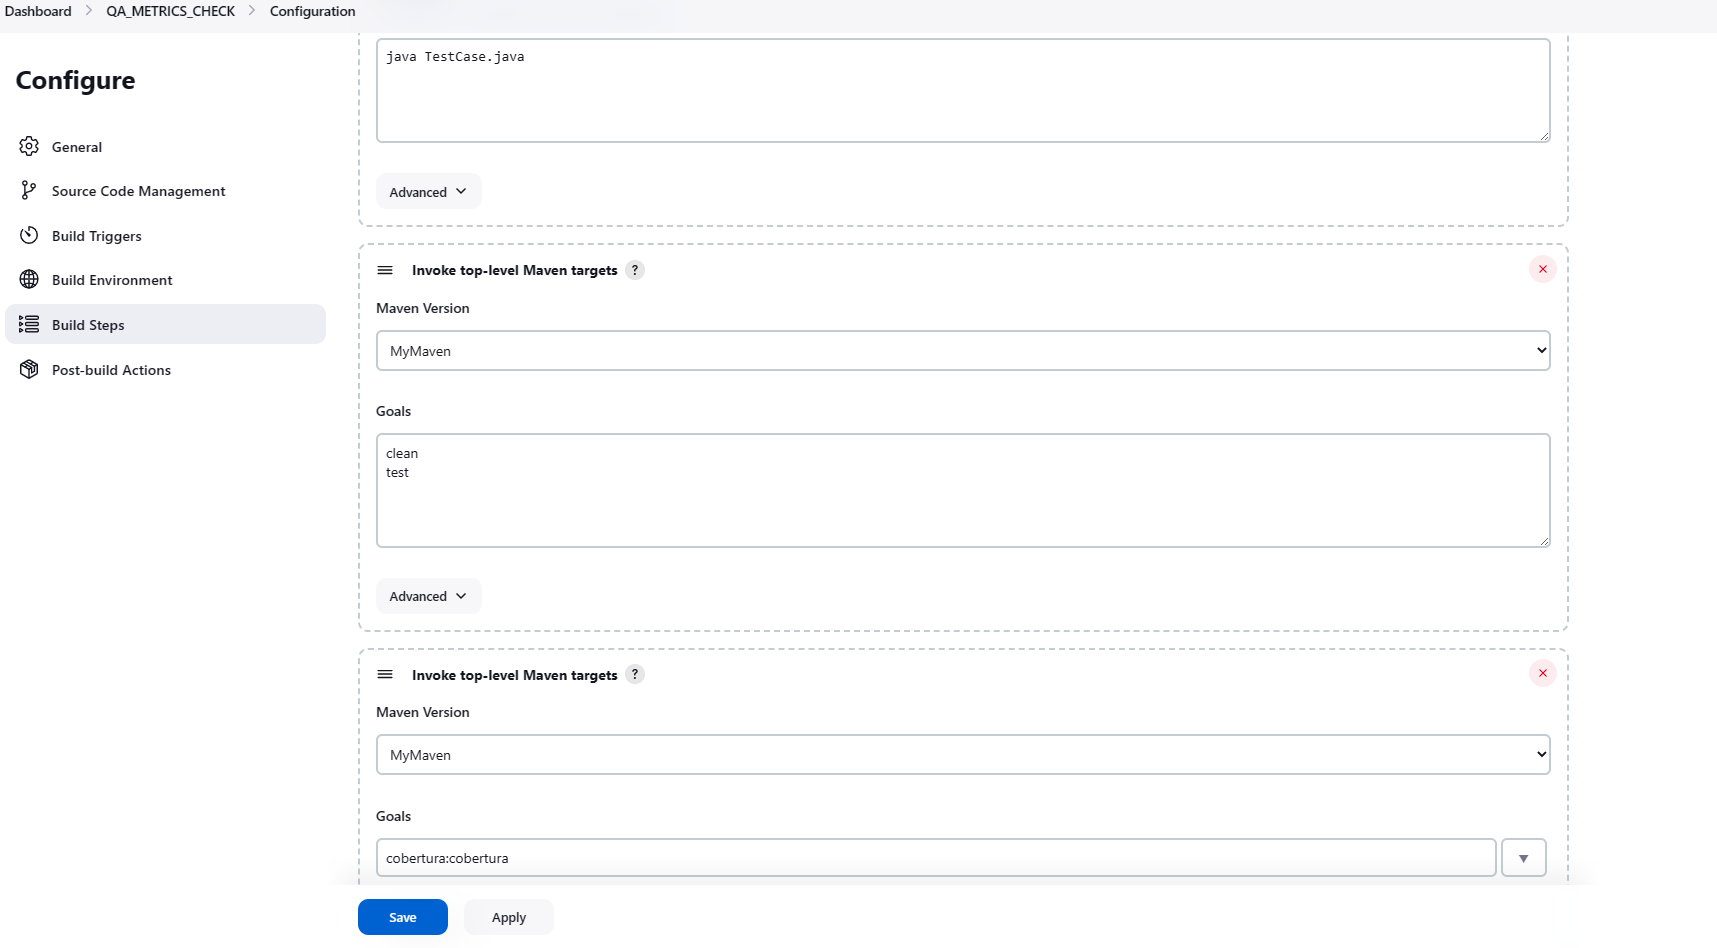 Dashboard > QA_METRICS_CHECK > Configuration
Configure
General
Source Code Management
Build Triggers
Build Environment
Build Steps
Post-build Actions
java TestCase.java
Advanced
Invoke top-level Maven targets ?
Maven Version
MyMaven
Goals
clean
test
Advanced
Invoke top-level Maven targets ?
Maven Version
MyMaven
Goals
cobertura:cobertura
Save Apply